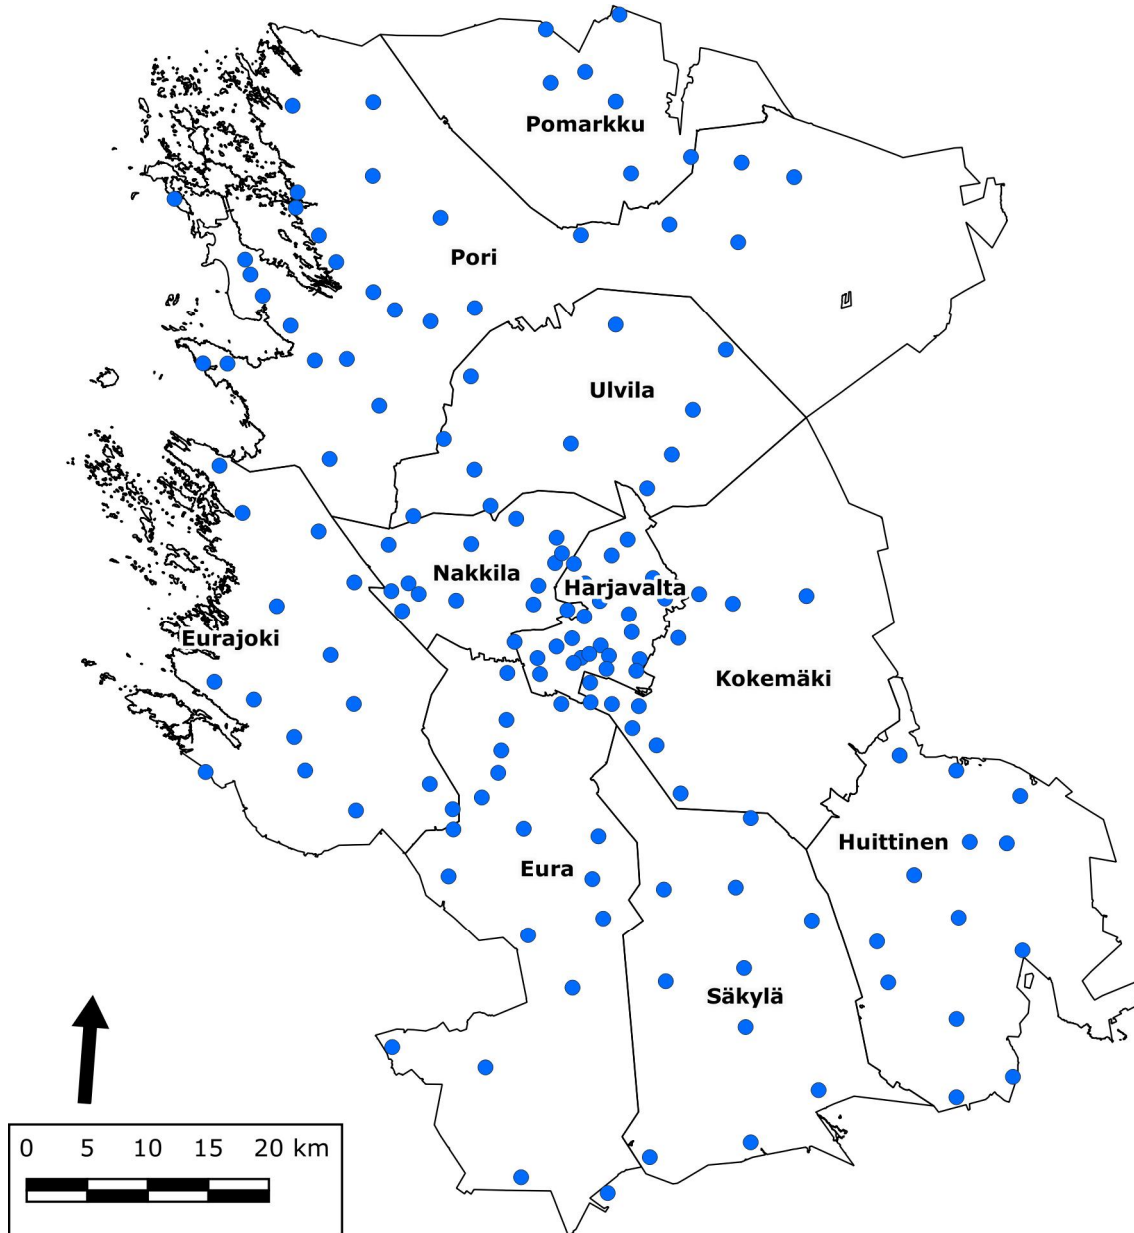 Pomarkku
Pori
Ulvila
Nakkila
Harjavalta
Eurajoki
Kokemäki
Huittinen
Eura
Säkylä
0 5 10 15 20 km